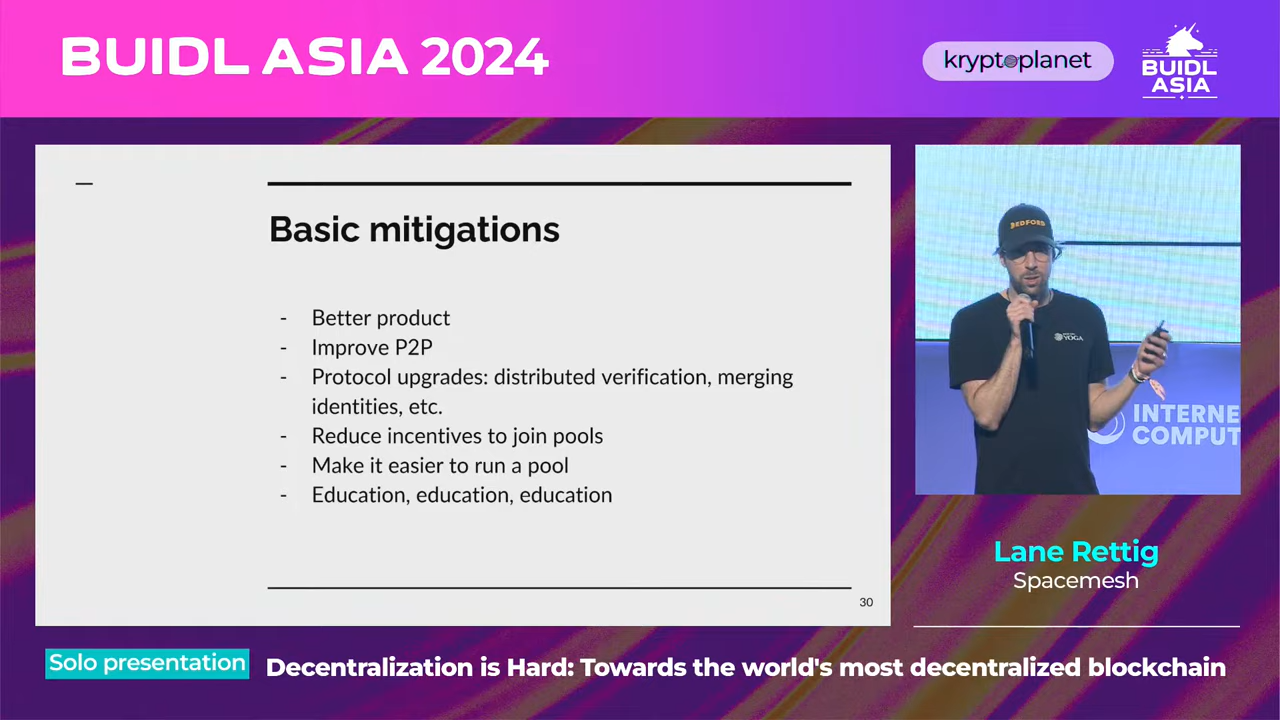 BUIDL ASIA 2024
kryptoplanet
BUIDL
ASIA
Basic mitigations
- Better product
- Improve P2P
- Protocol upgrades: distributed verification, merging
identities, etc.
- Reduce incentives to join pools
- Make it easier to run a pool
- Education, education, education
30
BEDFORD
YOGA
INTERNE
COMPUT
Lane Rettig
Spacemesh
Solo presentation
Decentralization is Hard: Towards the world's most decentralized blockchain